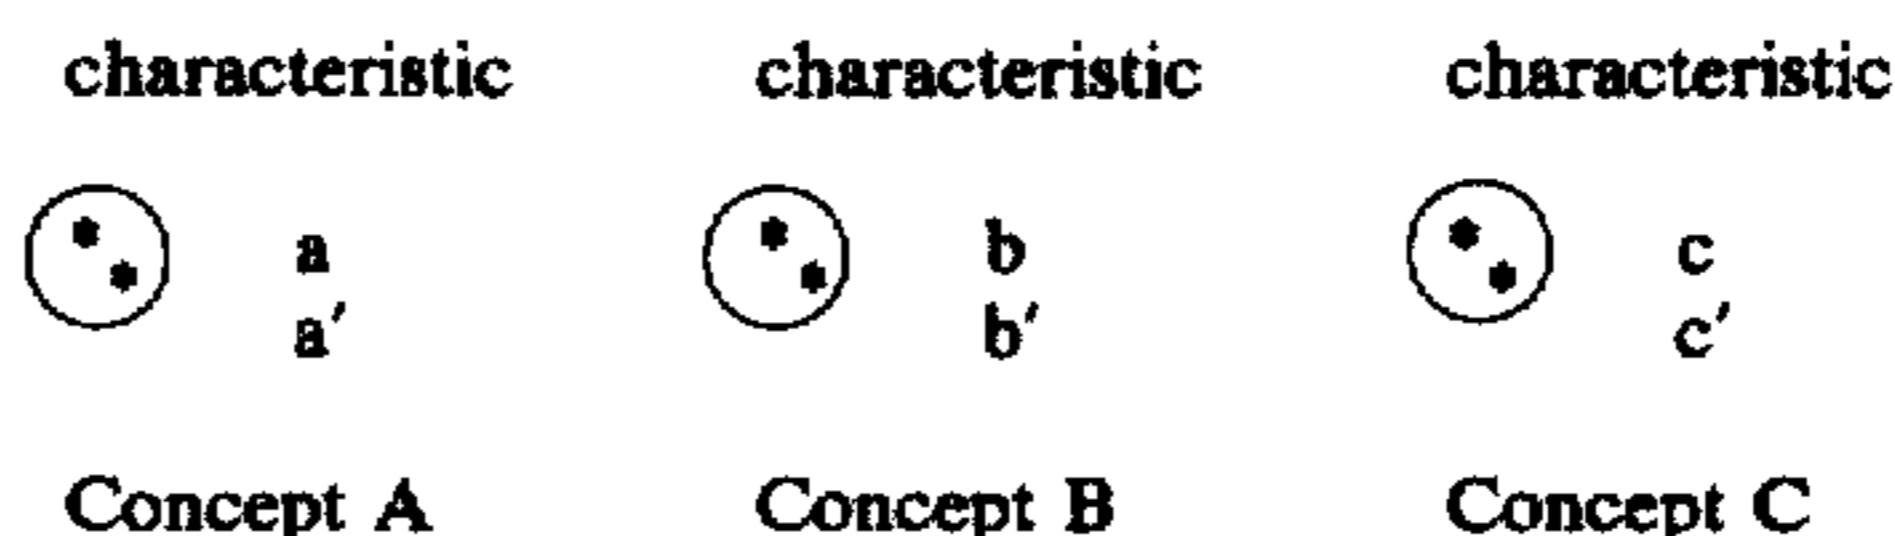 characteristic characteristic characteristic
a b c
a′ b′ c′
Concept A Concept B Concept C